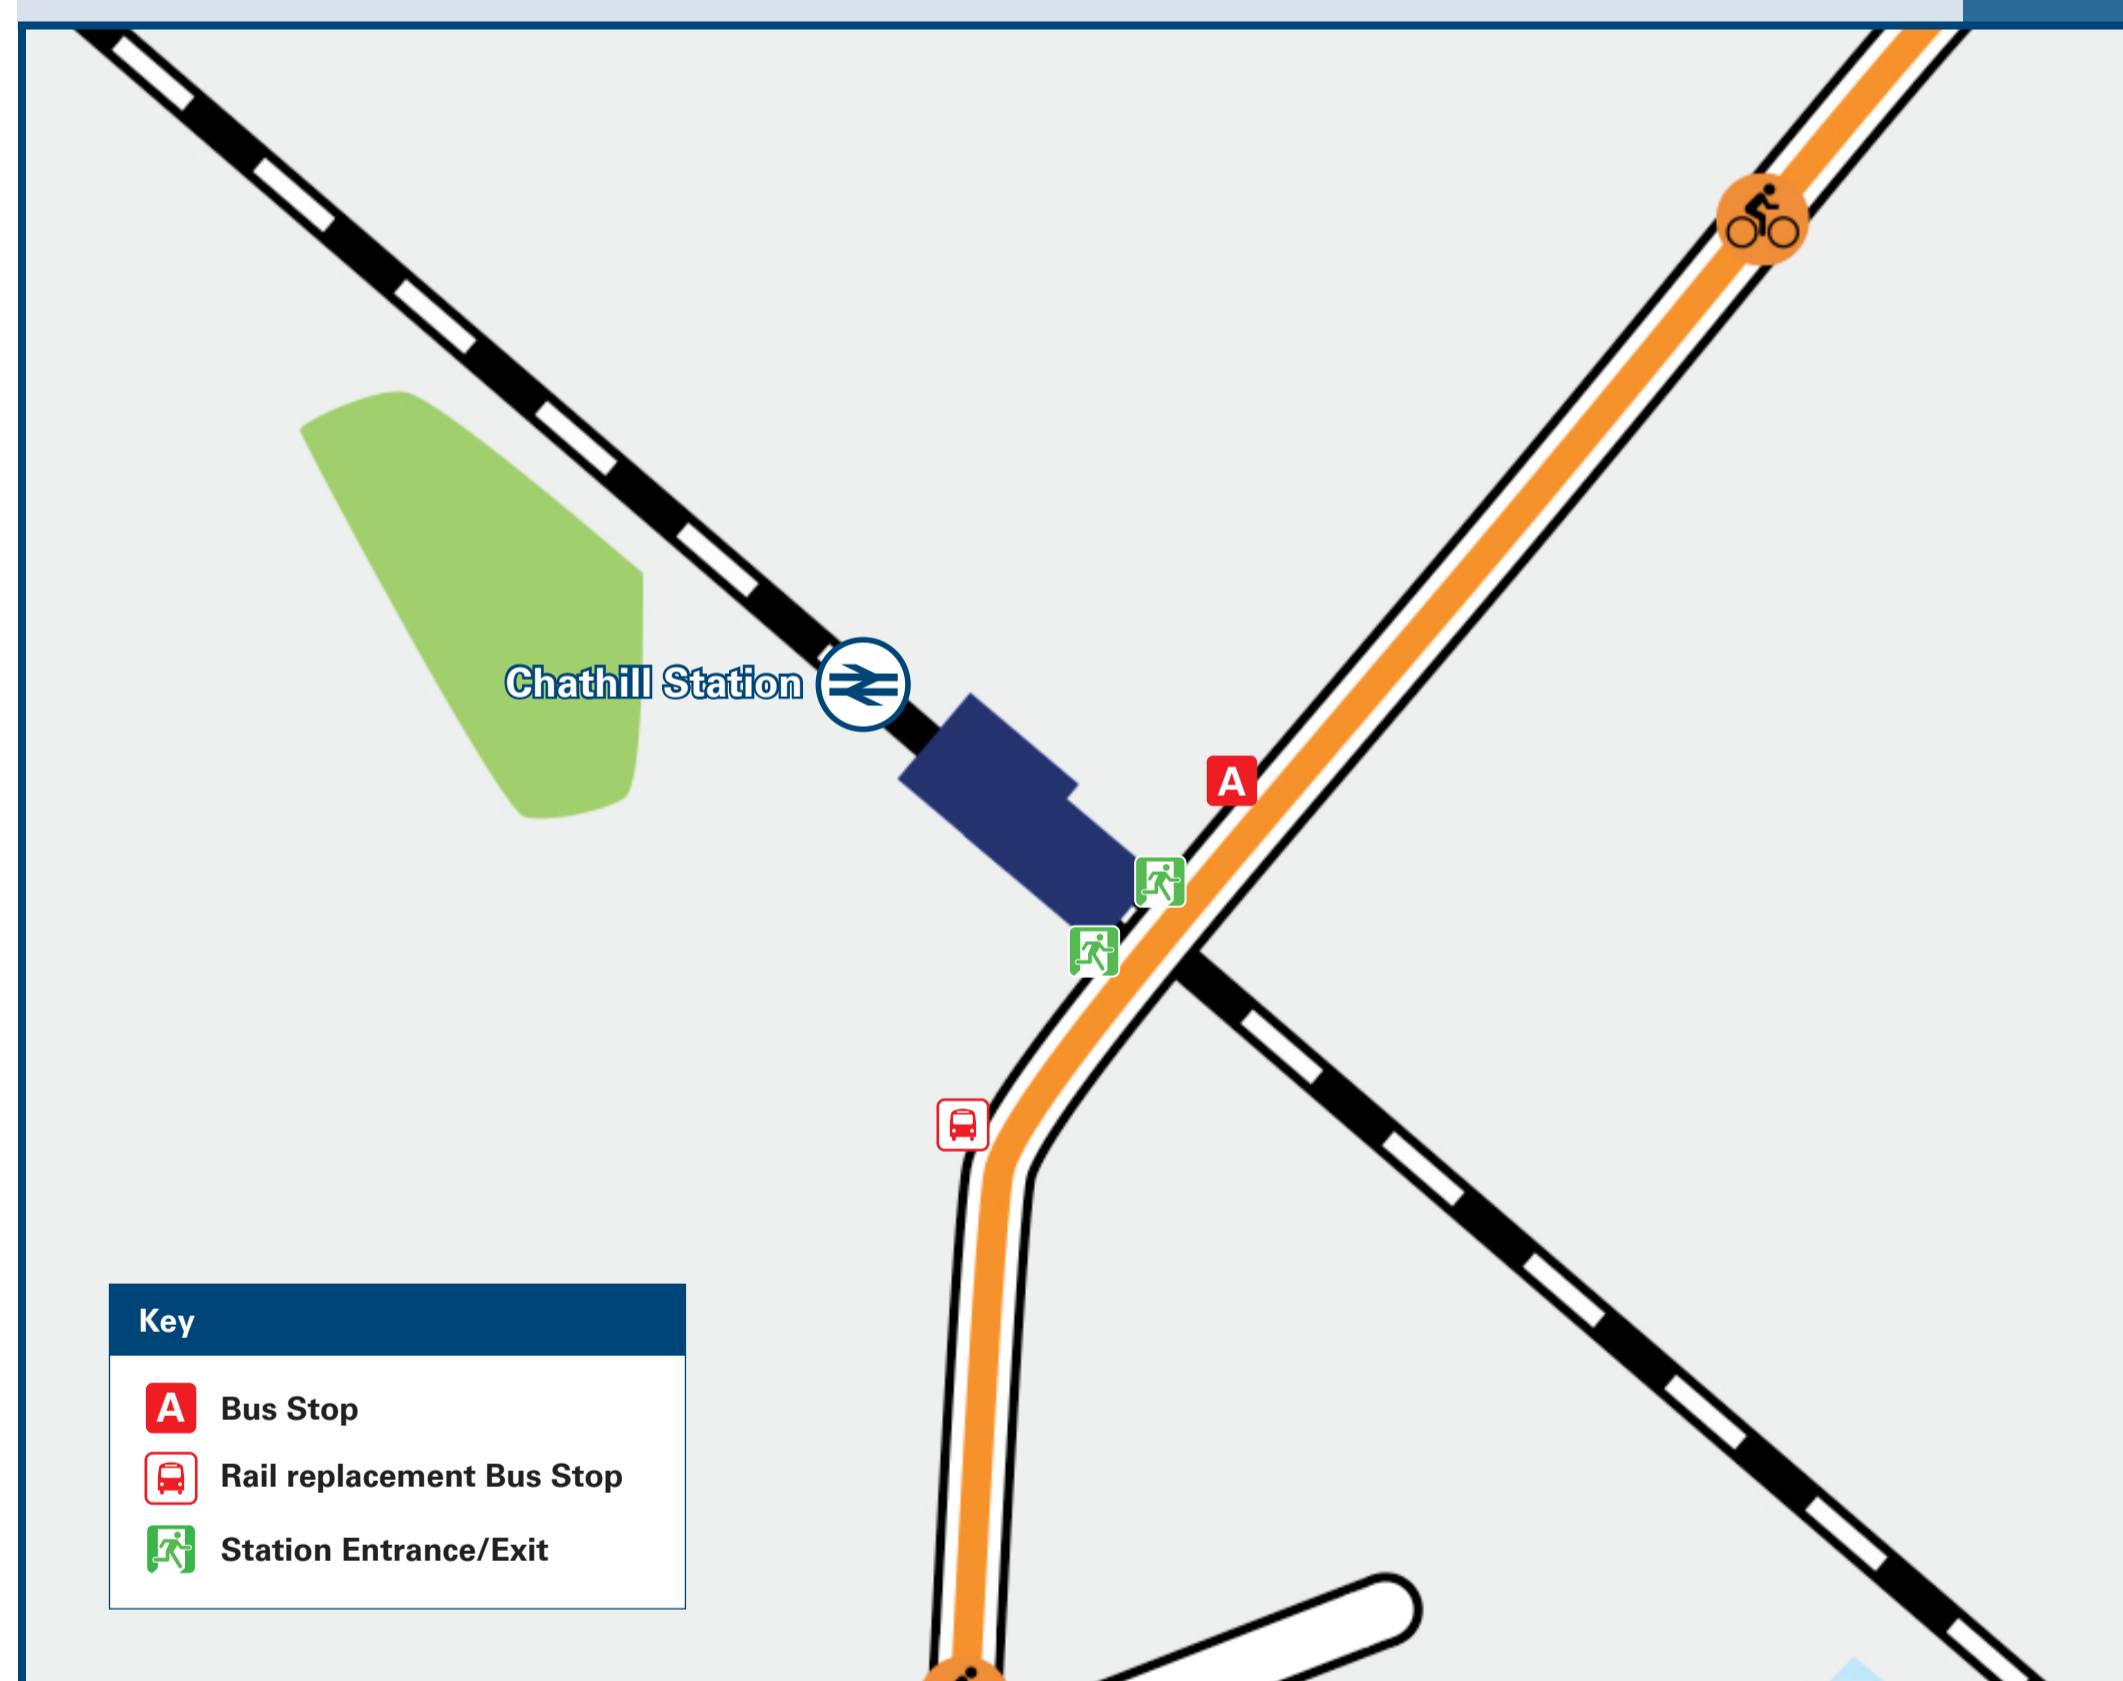 Chathill Station
A
Key
A Bus Stop
Rail replacement Bus Stop
Station Entrance/Exit